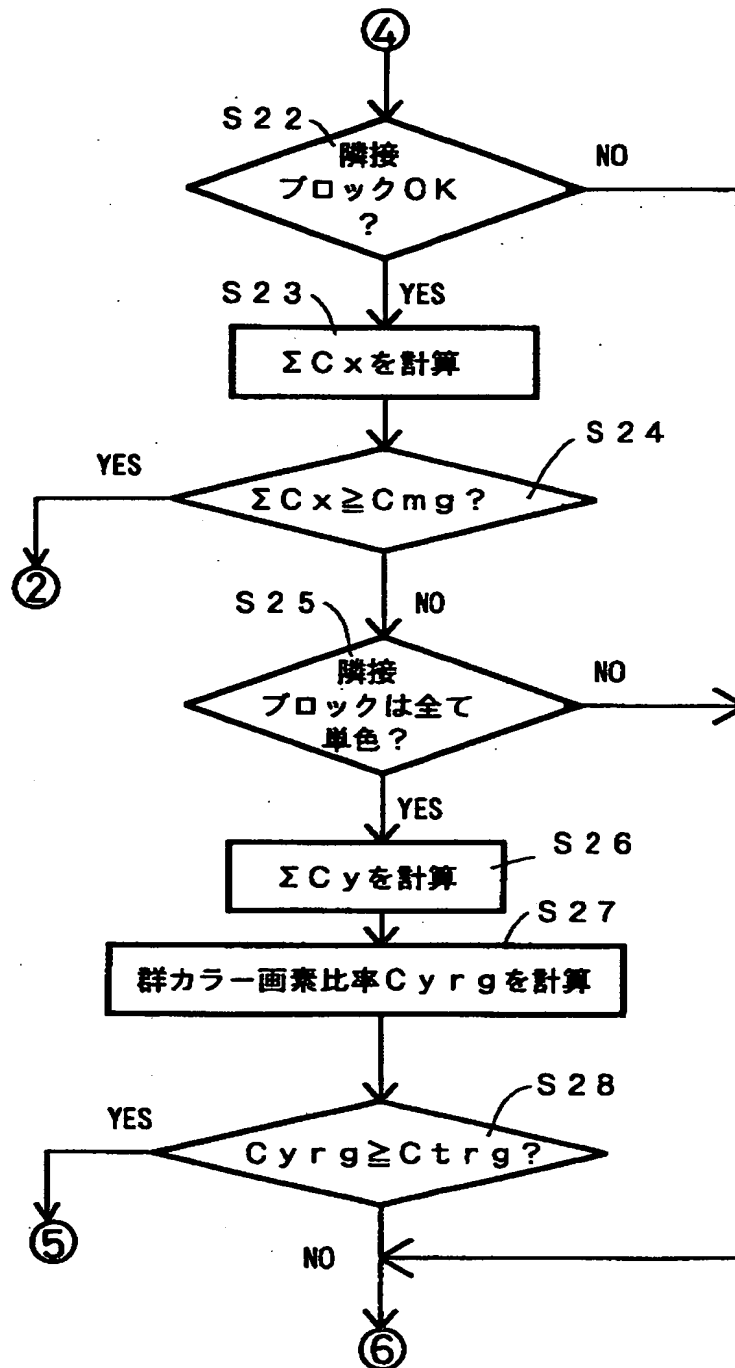 ④
S22
隣接
ブロックOK
?
NO
YES
S23
ΣCxを計算
S24
YES
ΣCx≧Cmg?
②
NO
S25
隣接
ブロックは全て
単色?
NO
YES
S26
ΣCyを計算
S27
群カラー画素比率Cyrgを計算
S28
YES
Cyrg≧Ctrg?
⑤
NO
⑥